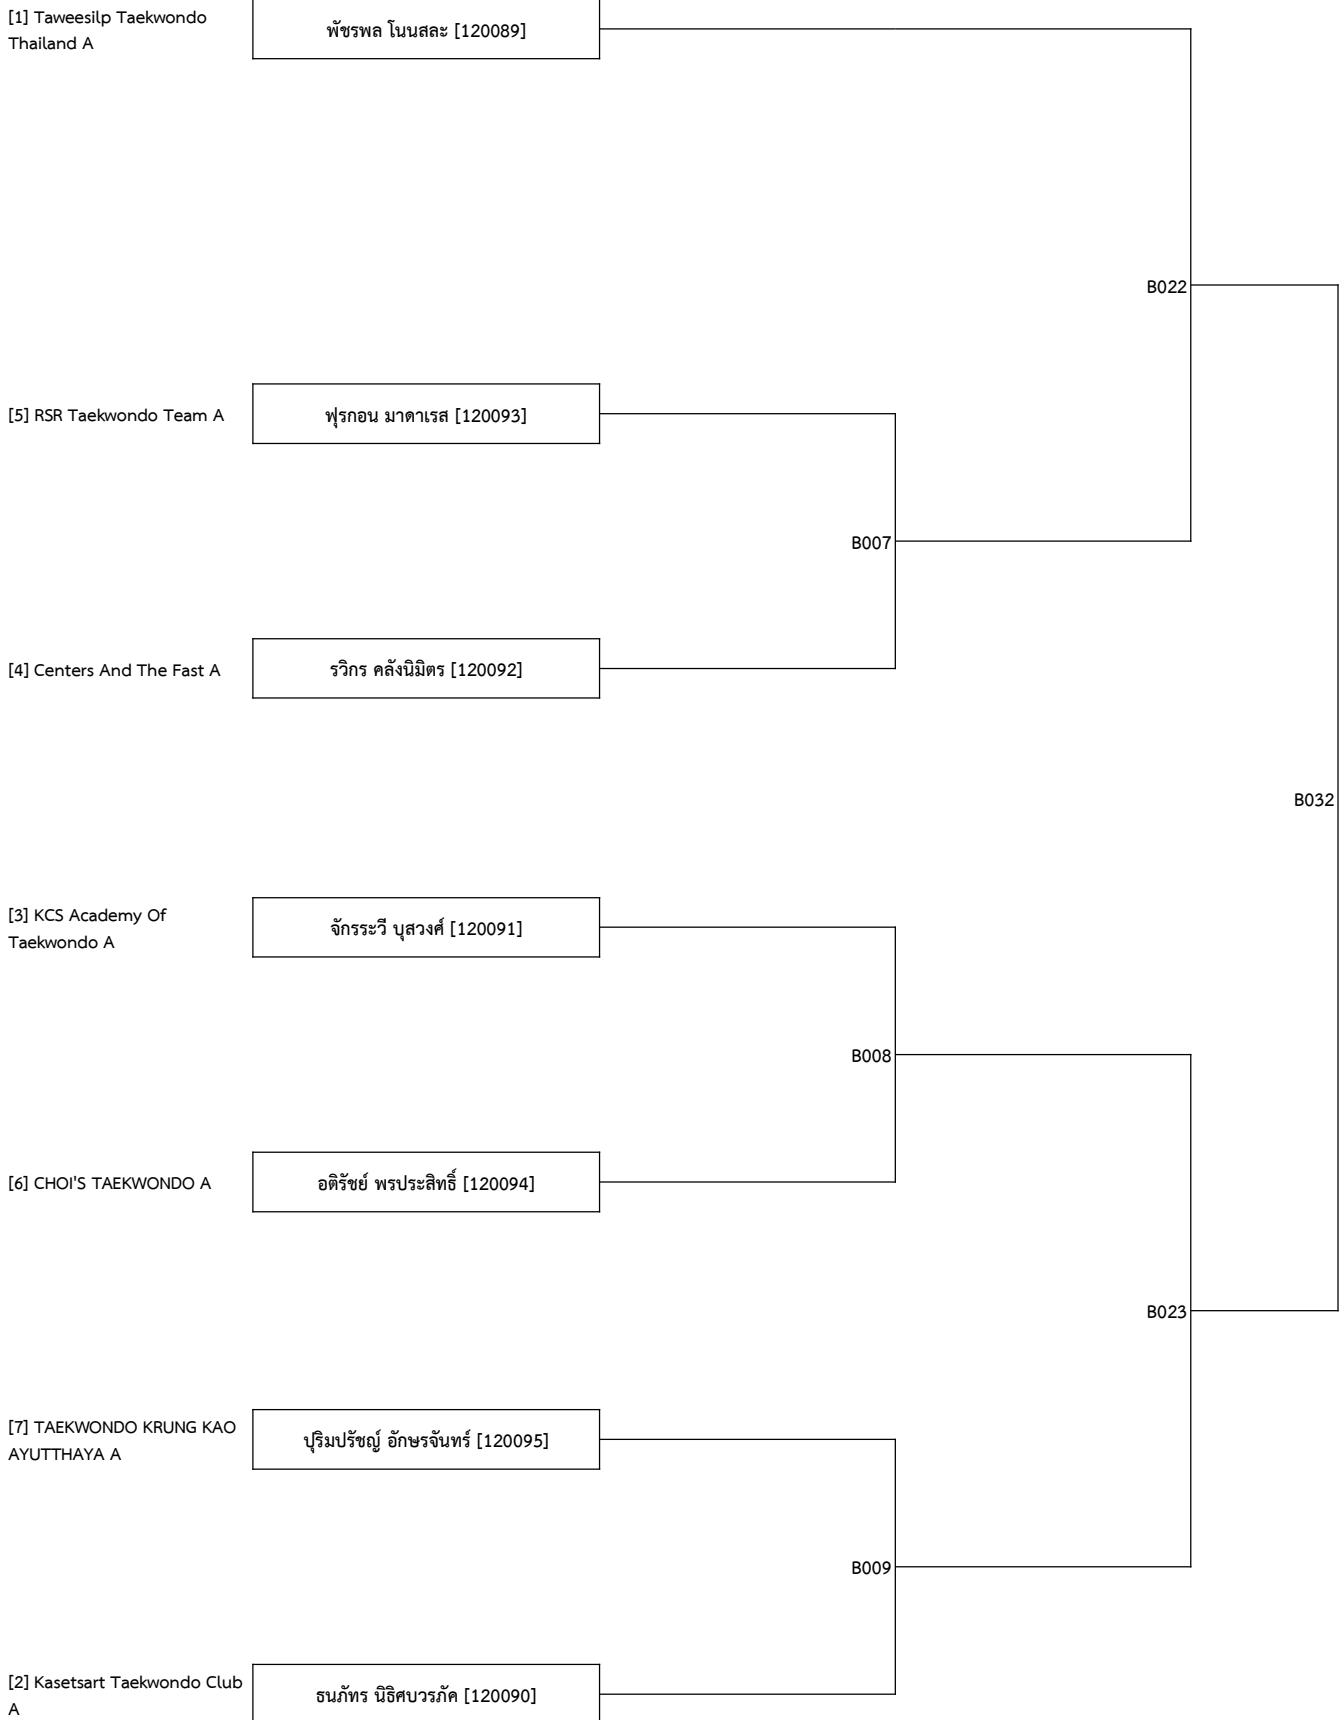 [1] Taweesilp Taekwondo
Thailand A
พัชรพล โนนสละ [120089]
B022
[5] RSR Taekwondo Team A
ฟุรกอน มาดาเรส [120093]
B007
[4] Centers And The Fast A
รวิกร คลังนิมิตร [120092]
B032
[3] KCS Academy Of
Taekwondo A
จักรระวี บุสวงศ์ [120091]
B008
[6] CHOI'S TAEKWONDO A
อติรัชย์ พรประสิทธิ์ [120094]
B023
[7] TAEKWONDO KRUNG KAO
AYUTTHAYA A
ปุริมปรัชญ์ อักษรจันทร์ [120095]
B009
[2] Kasetsart Taekwondo Club
A
ธนภัทร นิธิศบวรภัค [120090]